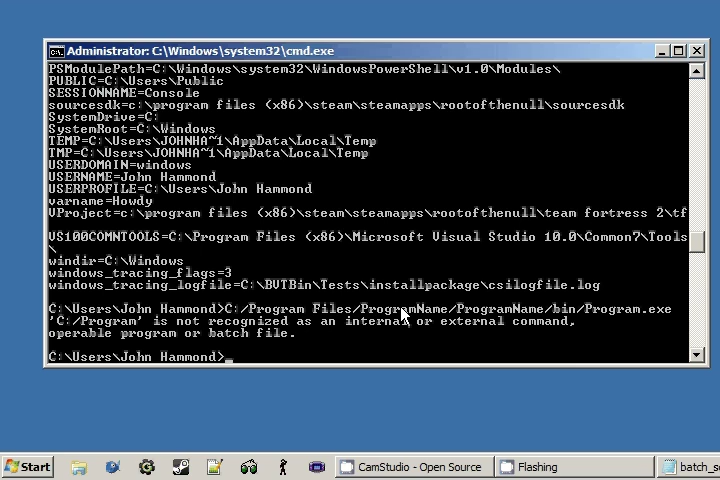 Administrator: C:\Windows\system32\cmd.exe
PSModulePath=C:\Windows\system32\WindowsPowerShell\v1.0\Modules\
PUBLIC=C:\Users\Public
SESSIONNAME=Console
sourcesdk=c:\program files (x86)\steam\steamapps\rootofthenull\sourcesdk
SystemDrive=C:
SystemRoot=C:\Windows
TEMP=C:\Users\JOHNHA~1\AppData\Local\Temp
TMP=C:\Users\JOHNHA~1\AppData\Local\Temp
USERDOMAIN=windows
USERNAME=John Hammond
USERPROFILE=C:\Users\John Hammond
varname=Howdy
VProject=c:\program files (x86)\steam\steamapps\rootofthenull\team fortress 2\tf
VS100COMNTOOLS=C:\Program Files (x86)\Microsoft Visual Studio 10.0\Common7\Tools
\
windir=C:\Windows
windows_tracing_flags=3
windows_tracing_logfile=C:\BVTBin\Tests\installpackage\csilogfile.log
C:\Users\John Hammond>C:/Program Files/ProgramName/ProgramName/bin/Program.exe
'C:/Program' is not recognized as an internal or external command,
operable program or batch file.
C:\Users\John Hammond>_
Start
CamStudio - Open Source
Flashing
batch_s